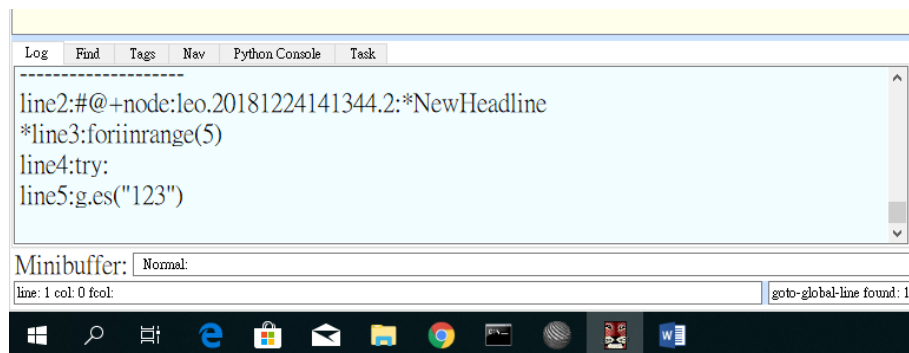 Log Find Tags Nav Python Console Task
--------------------
line2:#@+node:leo.20181224141344.2:*NewHeadline
*line3:foriinrange(5)
line4:try:
line5:g.es("123")
Minibuffer: Normal:
line: 1 col: 0 fcol: goto-global-line found: 1